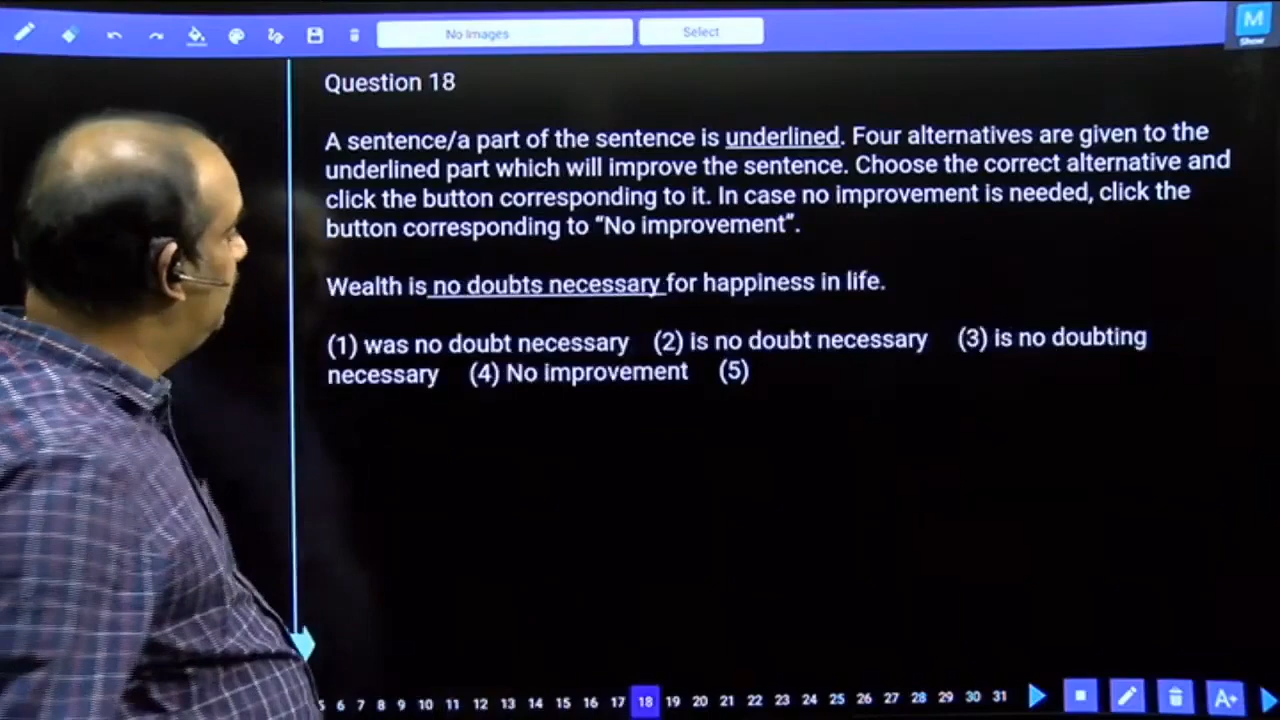 No Images
Select
M
Show
Question 18
A sentence/a part of the sentence is underlined. Four alternatives are given to the
underlined part which will improve the sentence. Choose the correct alternative and
click the button corresponding to it. In case no improvement is needed, click the
button corresponding to “No improvement”.
Wealth is no doubts necessary for happiness in life.
(1) was no doubt necessary (2) is no doubt necessary (3) is no doubting
necessary (4) No improvement (5)
6 7 8 9 10 11 12 13 14 15 16 17 18 19 20 21 22 23 24 25 26 27 28 29 30 31
A+